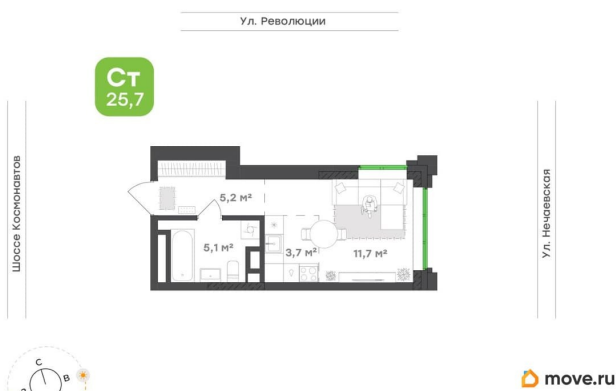 Ул. Революции
Ст
25,7
Шоссе Космонавтов
5,2 м²
5,1 м²
3,7 м²
11,7 м²
Ул. Нечаевская
С
В
move.ru